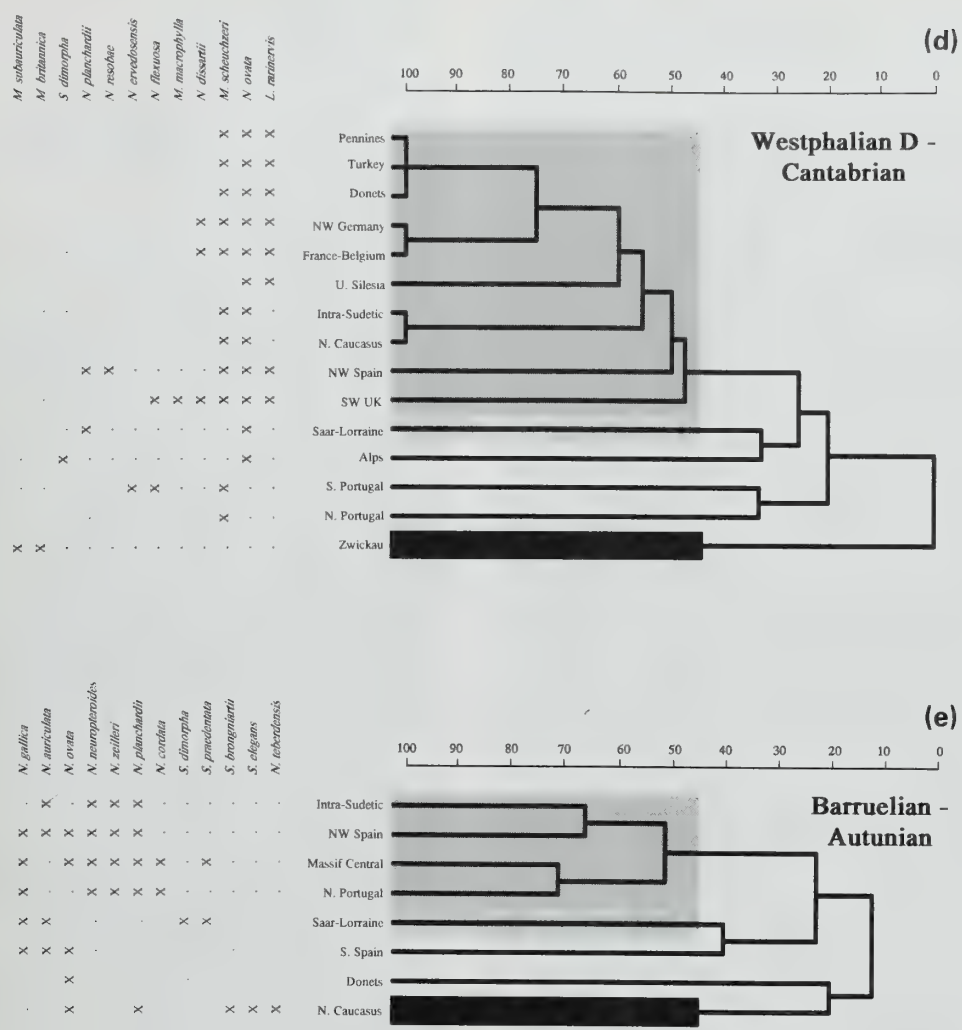 (d)
M subauriculata
M britannica
S dimorpha
N planchardii
N resobae
N ervodosensis
N flexuosa
M. macrophylla
N dissartii
M. scheuchzeri
N ovata
L. rarinervis
100 90 80 70 60 50 40 30 20 10 0
Westphalian D -
Cantabrian
X X X Pennines
X X X Turkey
X X X Donets
X X X X NW Germany
X X X X France-Belgium
X X U. Silesia
X X . Intra-Sudetic
X X . N. Caucasus
X X . . . . X X X NW Spain
X X X X X X SW UK
X . . . . . . X . Saar-Lorraine
X . . . . . . . X . Alps
X X . . X . . S. Portugal
X . . N. Portugal
X X . . . . . . . . . . Zwickau
(e)
N. gallica
N. auriculata
N. ovata
N. neuropteroides
N. zeilleri
N. planchardii
N. cordata
S. dimorpha
S. praedentata
S. brongniartii
S. elegans
N. teberdensis
100 90 80 70 60 50 40 30 20 10 0
Barruelian -
Autunian
. X . X X X . . . . . . Intra-Sudetic
X X X X X X . . . . . . NW Spain
X . X X X X X . X . . . Massif Central
X . . X X X X . . . . . N. Portugal
X X . . X X Saar-Lorraine
X X X . . S. Spain
X . Donets
. X X X X X N. Caucasus